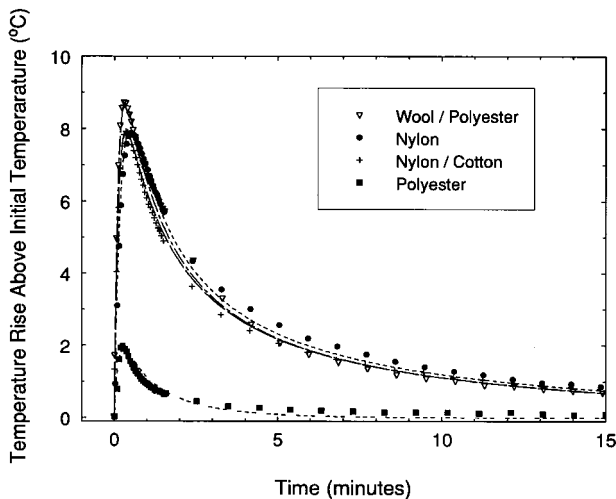 Temperature Rise Above Initial Temperarature (ºC)
10
8
6
4
2
0
Wool / Polyester
Nylon
Nylon / Cotton
Polyester
0
5
10
15
Time (minutes)